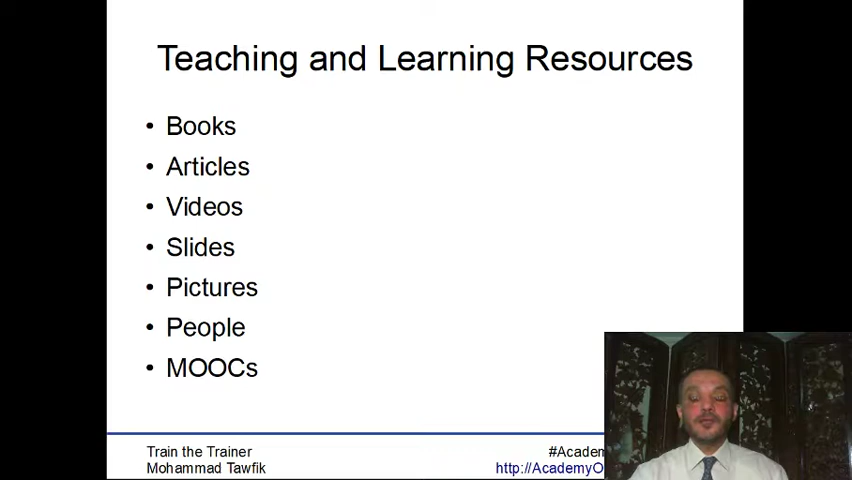 Teaching and Learning Resources
• Books
• Articles
• Videos
• Slides
• Pictures
• People
• MOOCs
Train the Trainer
Mohammad Tawfik